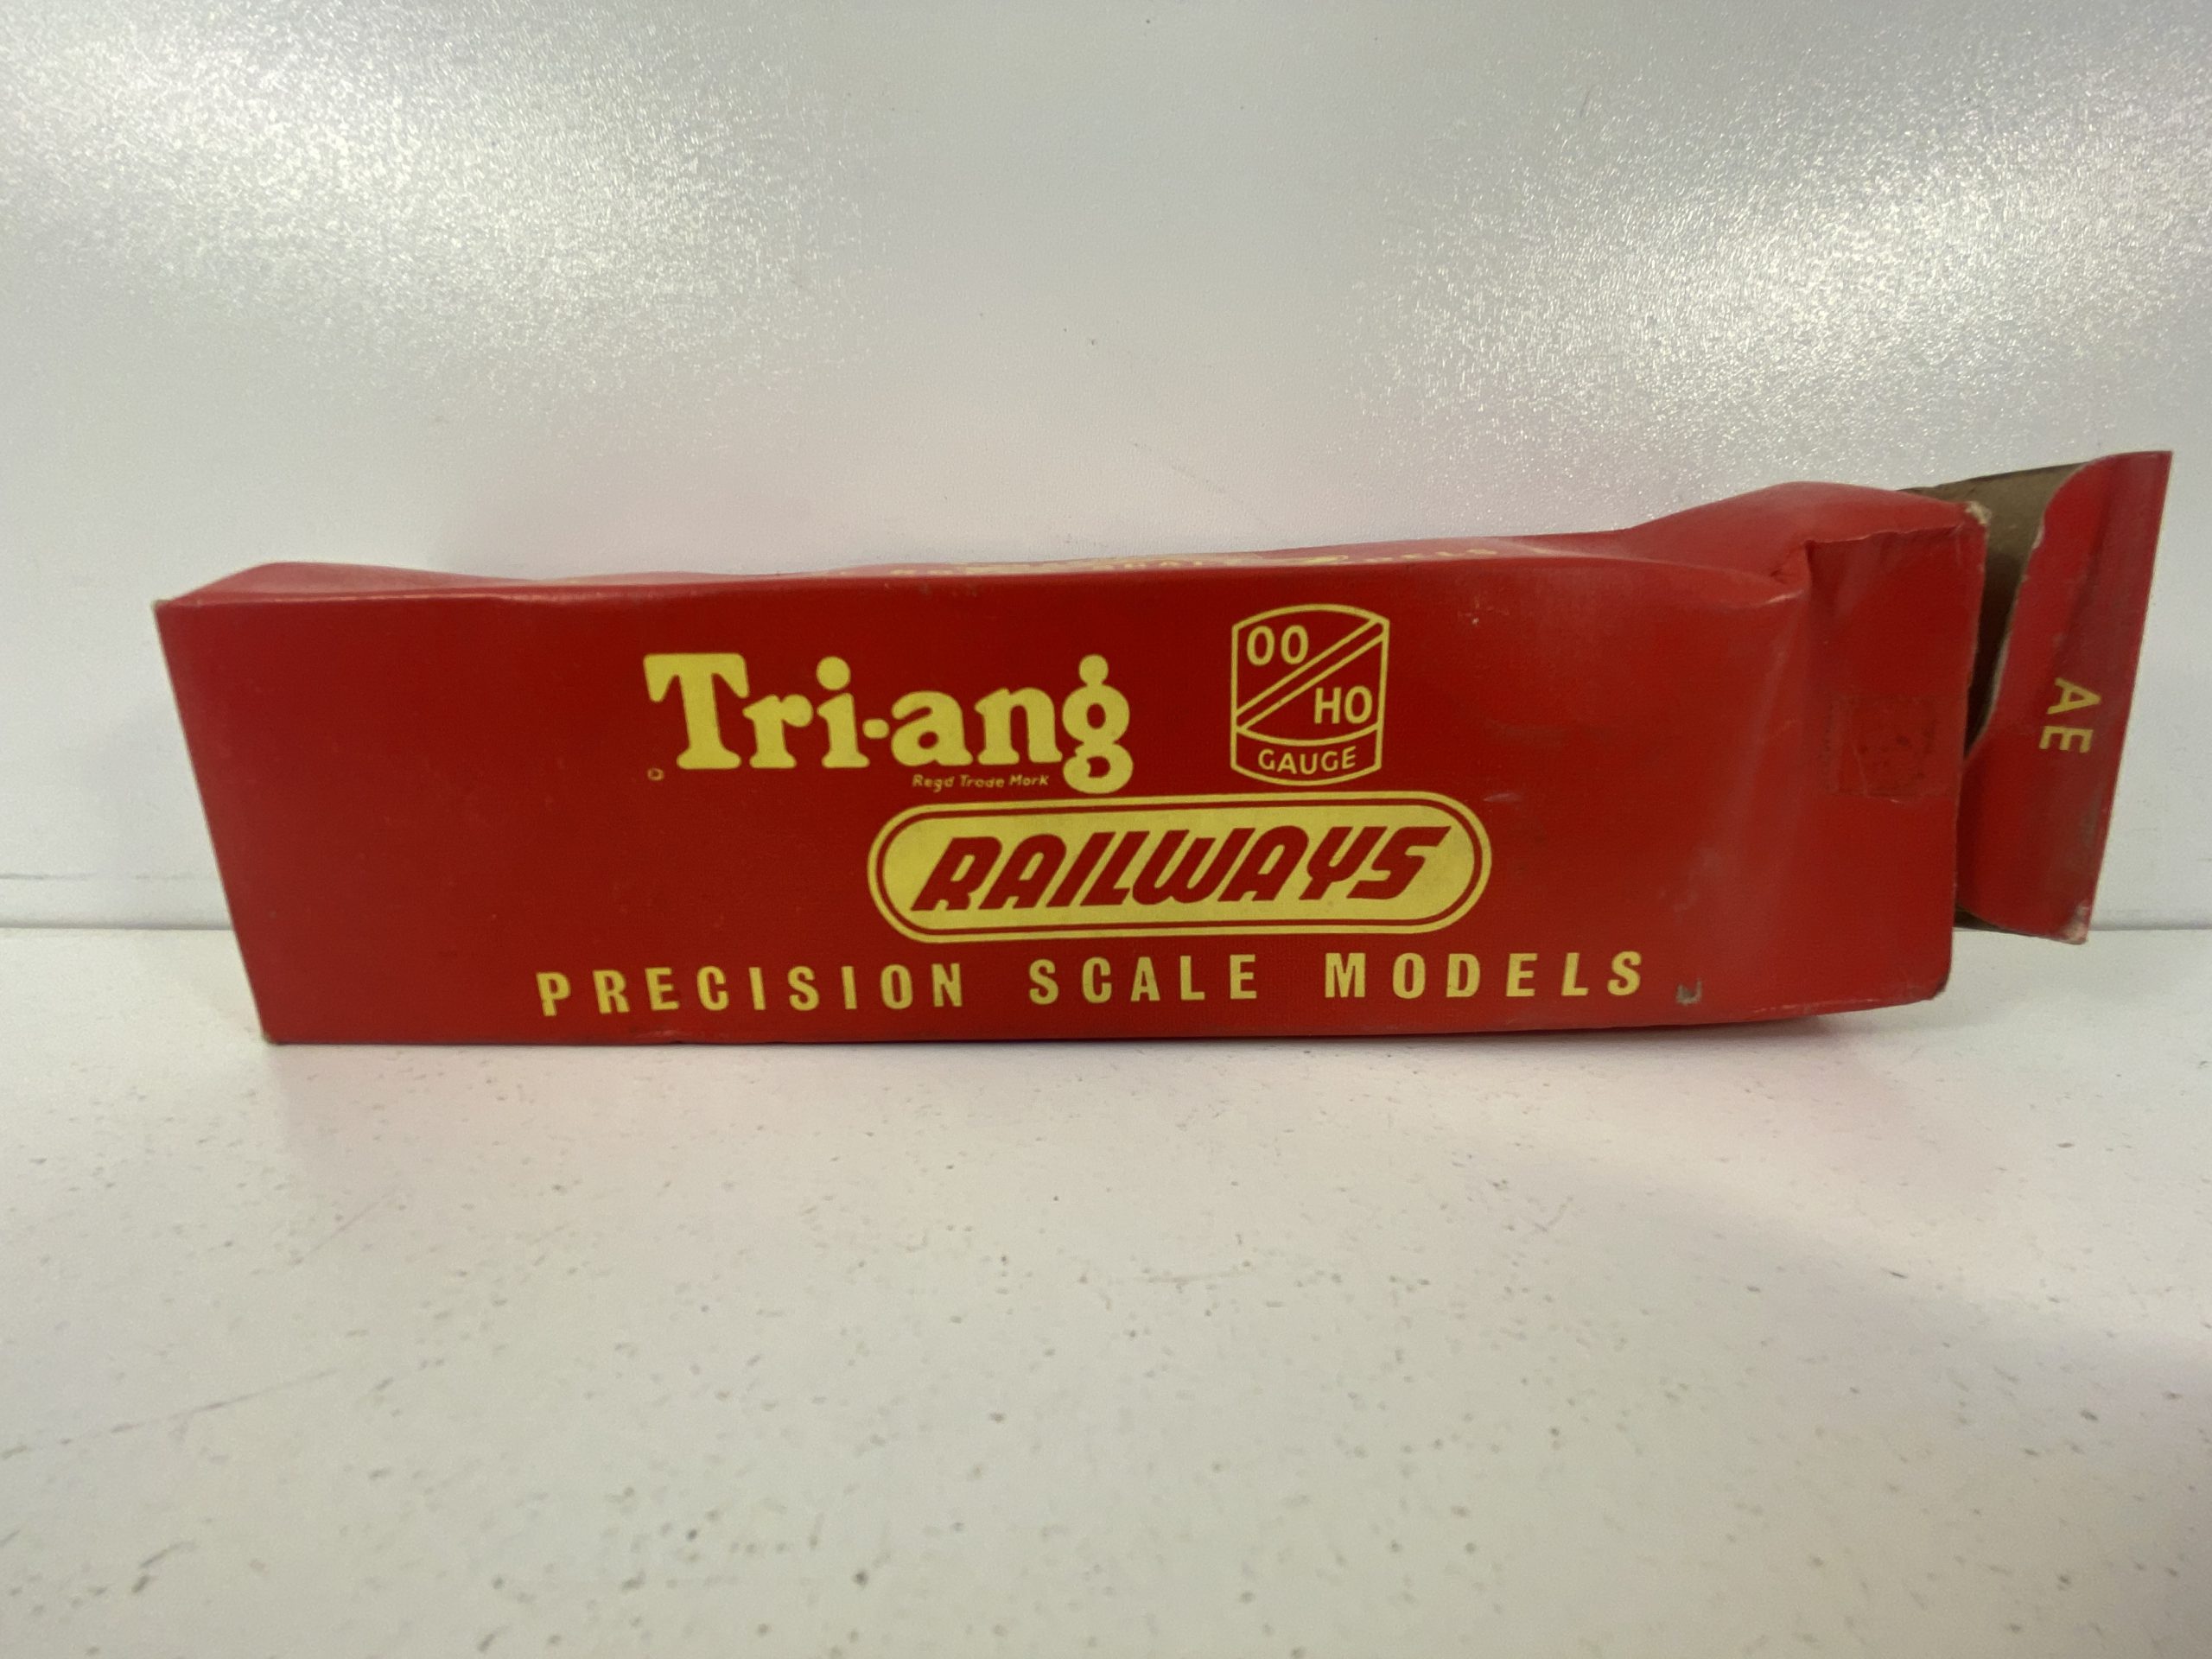 Tri-ang
Regd Trade Mark
OO
HO
GAUGE
RAILWAYS
PRECISION SCALE MODELS
AE